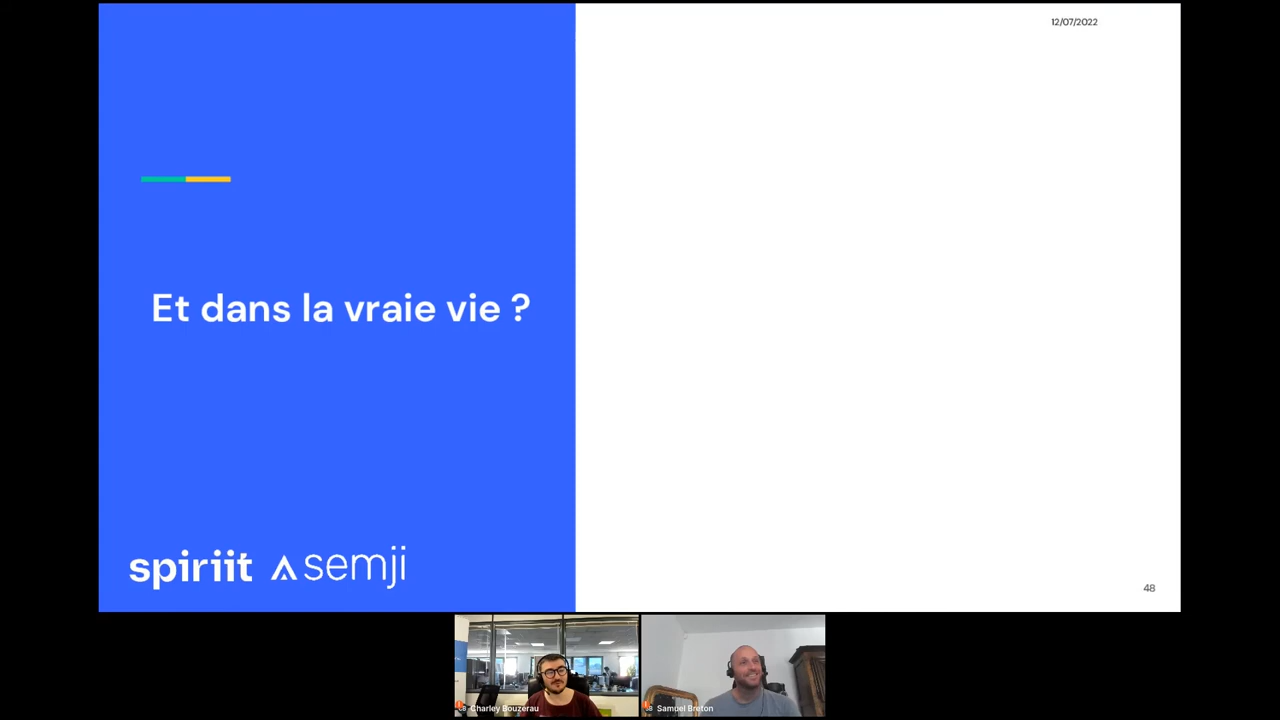 12/07/2022
Et dans la vraie vie ?
spiriit semji
48
Charley Bouzerau
Samuel Breton